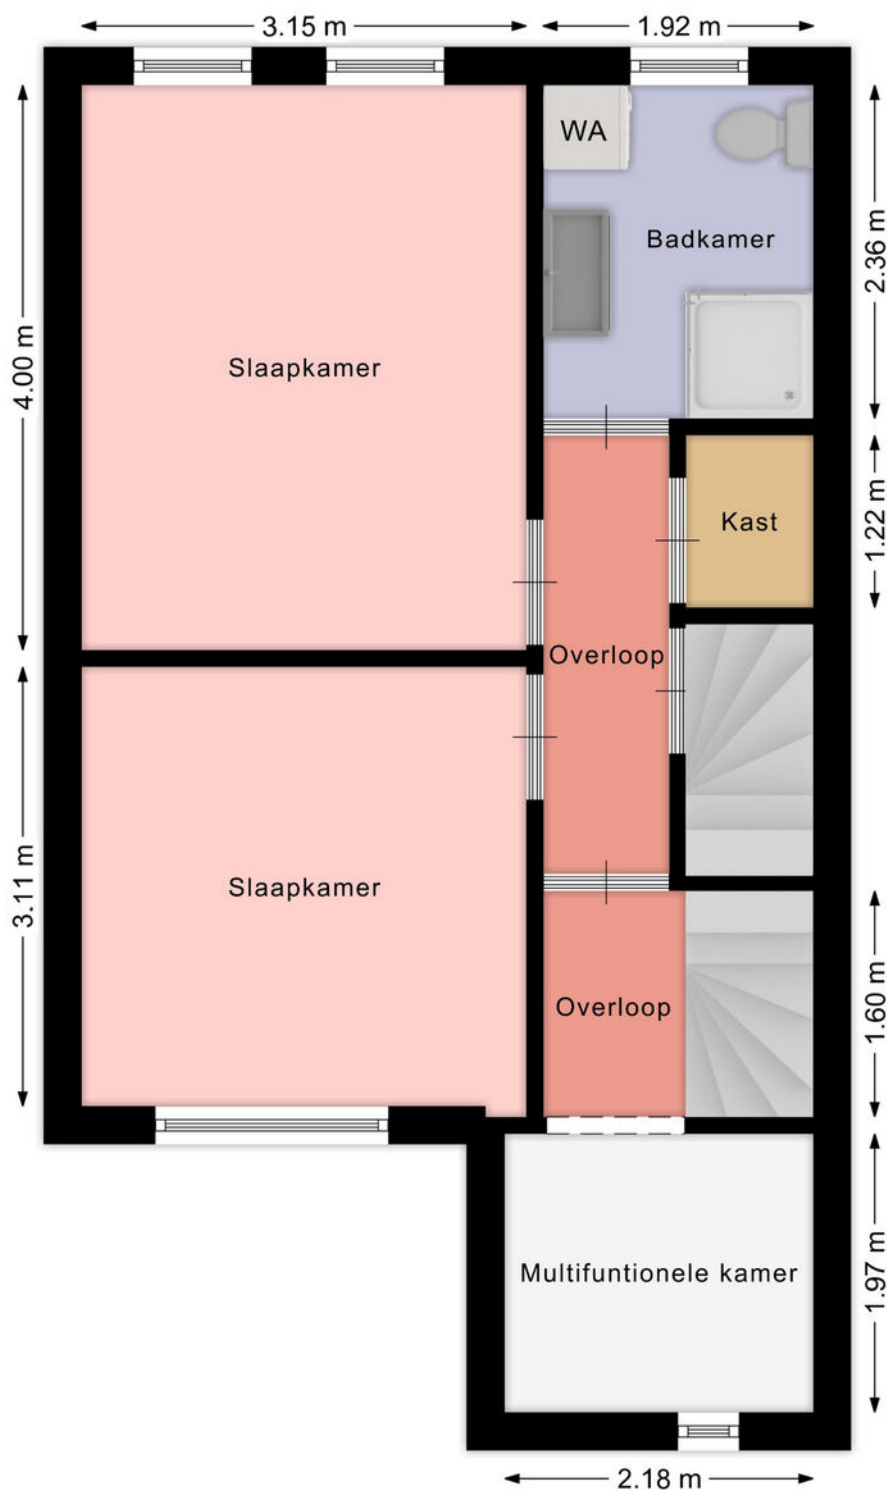 3.15 m
1.92 m
WA
Badkamer
2.36 m
4.00 m
Slaapkamer
Kast
1.22 m
Overloop
3.11 m
Slaapkamer
Overloop
1.60 m
Multifuntionele kamer
1.97 m
2.18 m